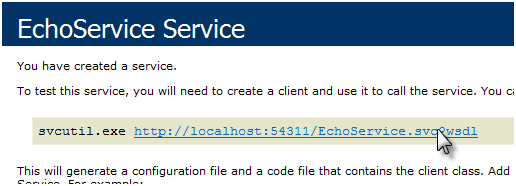 EchoService Service
You have created a service.
To test this service, you will need to create a client and use it to call the service. You
svcutil.exe http://localhost:54311/EchoService.svc?wsdl
This will generate a configuration file and a code file that contains the client class. Add
Service. For example: